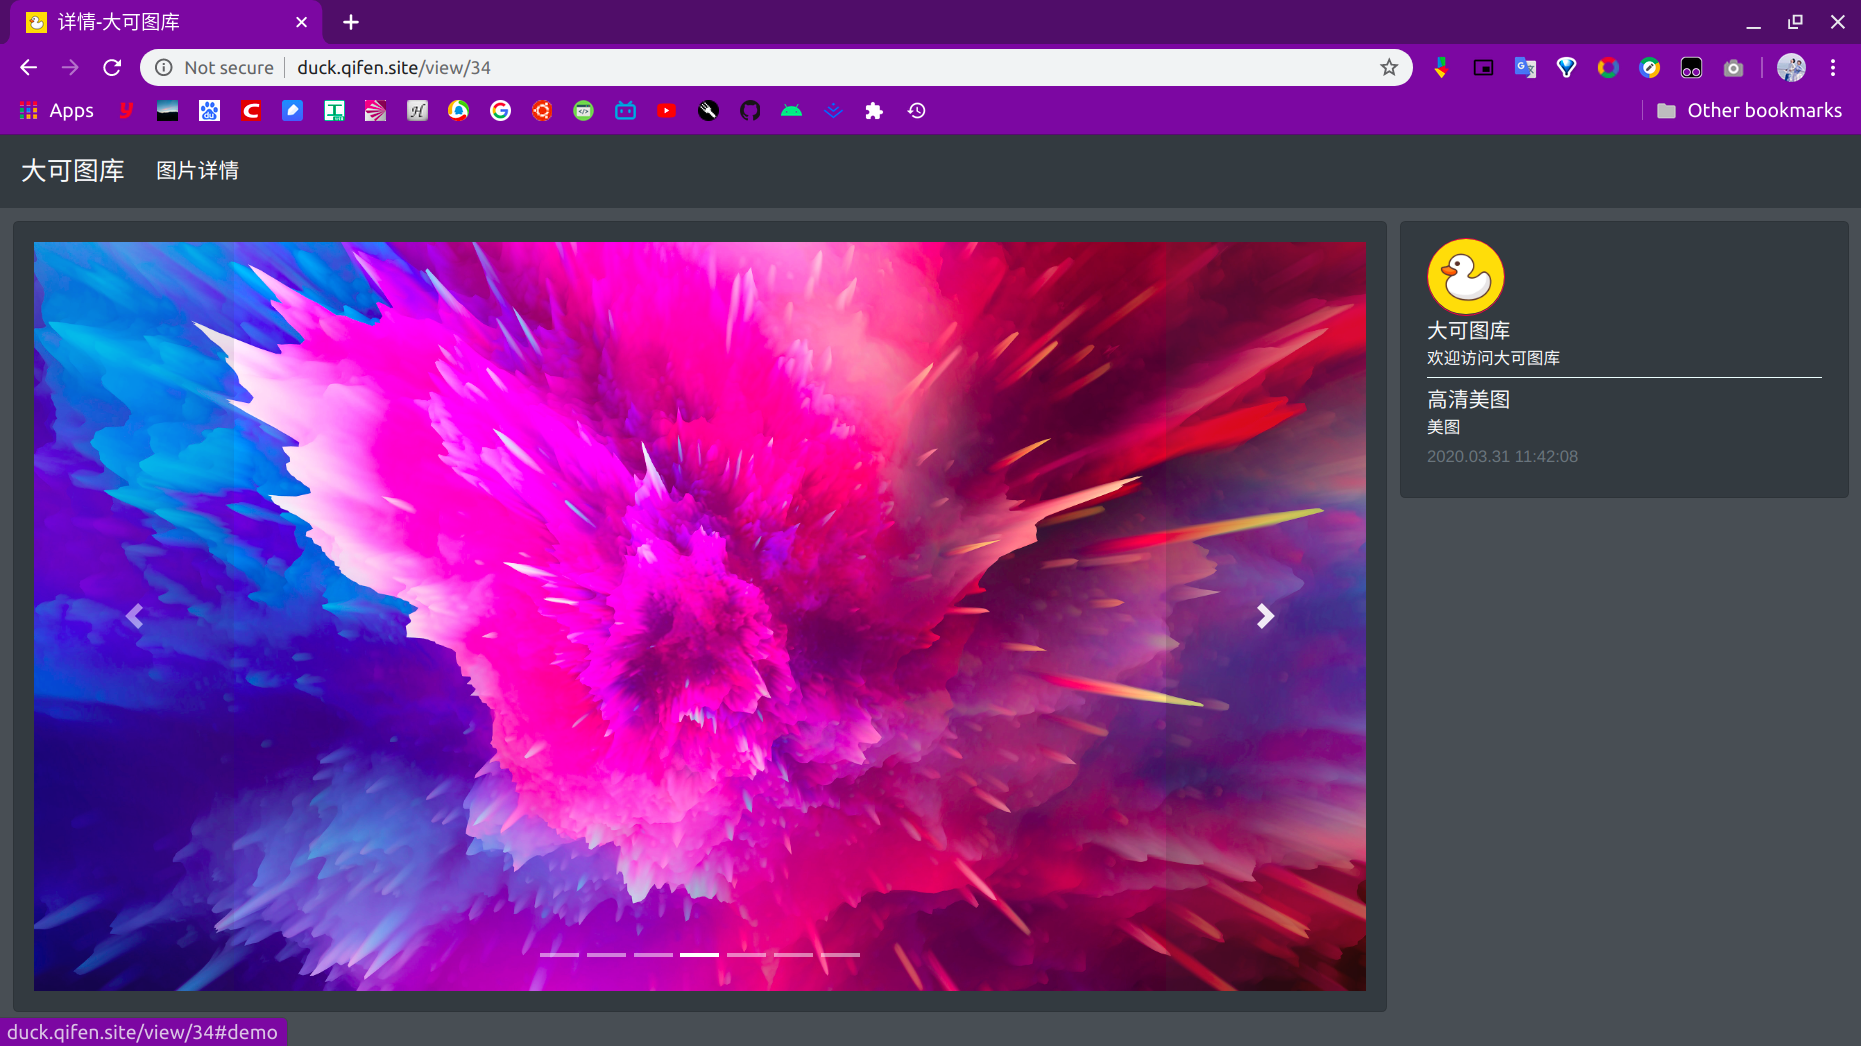 详情-大可图库
Not secure
duck.qifen.site/view/34
Apps
Other bookmarks
大可图库
图片详情
大可图库
欢迎访问大可图库
高清美图
美图
2020.03.31 11:42:08
duck.qifen.site/view/34#demo